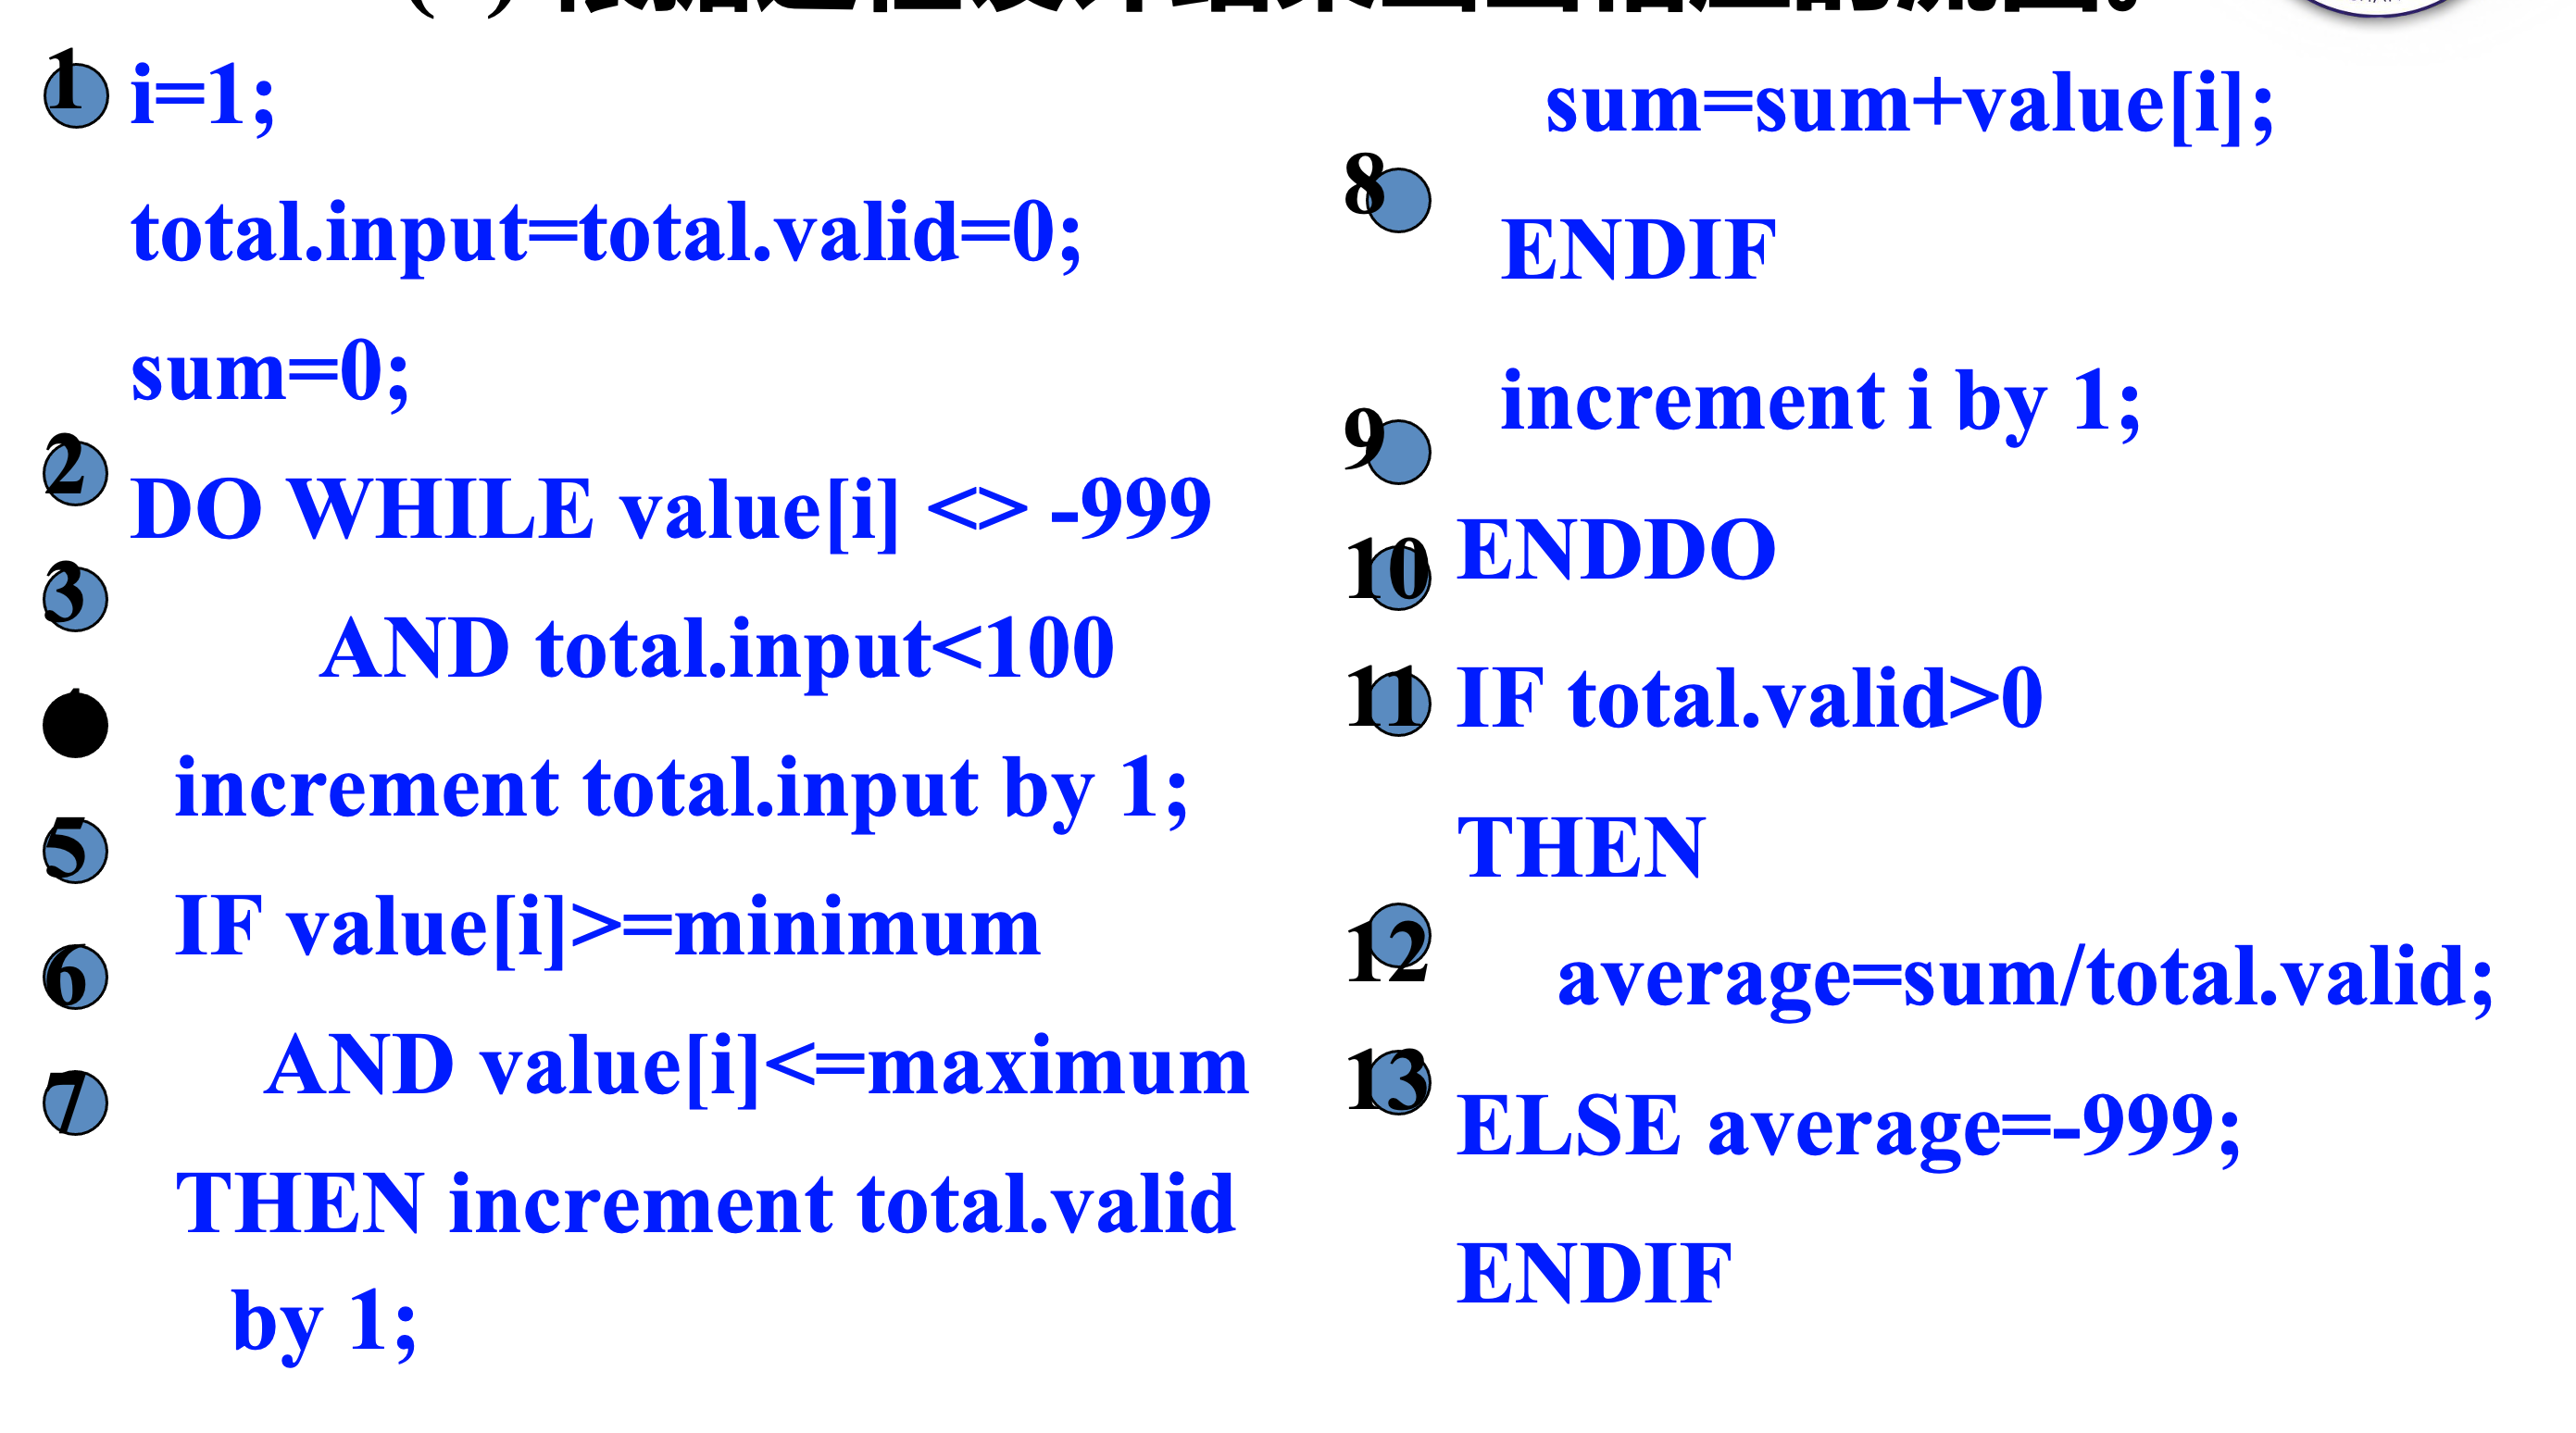 1 i=1;
total.input=total.valid=0;
sum=0;
2 DO WHILE value[i] <> -999
3 AND total.input<100
increment total.input by 1;
5 IF value[i]>=minimum
6 AND value[i]<=maximum
7 THEN increment total.valid
by 1;
sum=sum+value[i];
8 ENDIF
increment i by 1;
9 ENDDO
10 IF total.valid>0
11 THEN
12 average=sum/total.valid;
13 ELSE average=-999;
ENDIF